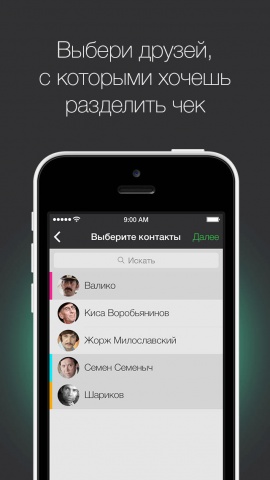 Выбери друзей,
с которыми хочешь
разделить чек
9:00 AM
Выберите контакты Далее
Искать
Валико
Киса Воробьянинов
Жорж Милославский
Семен Семеныч
Шариков